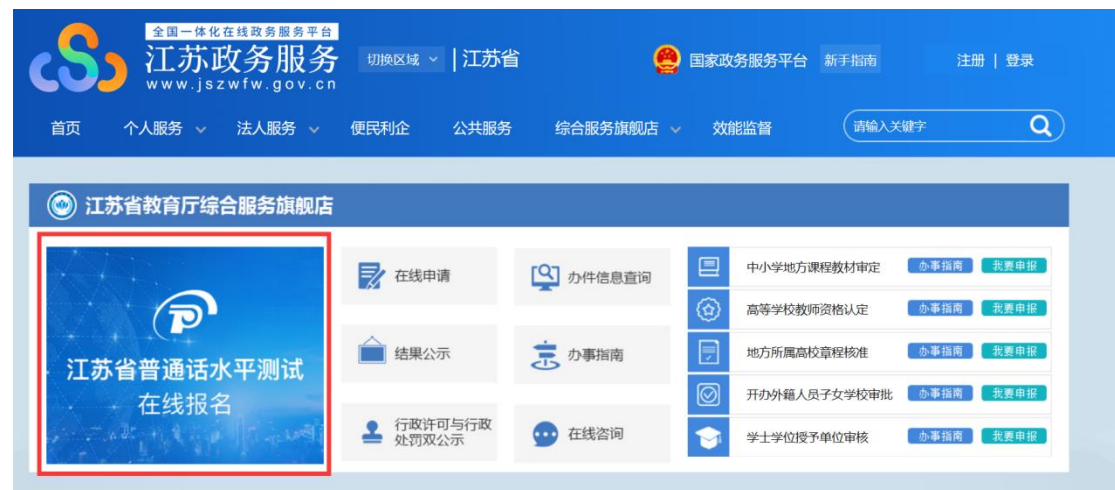 全国一体化在线政务服务平台
江苏政务服务
www.jszwfw.gov.cn
切换区域
江苏省
国家政务服务平台
新手指南
注册 | 登录
首页
个人服务
法人服务
便民利企
公共服务
综合服务旗舰店
效能监督
请输入关键字
江苏省教育厅综合服务旗舰店
江苏省普通话水平测试
在线报名
在线申请
办件信息查询
结果公示
办事指南
行政许可与行政
处罚双公示
在线咨询
中小学地方课程教材审定 办事指南 我要申报
高等学校教师资格认定 办事指南 我要申报
地方所属高校章程核准 办事指南 我要申报
开办外籍人员子女学校审批 办事指南 我要申报
学士学位授予单位审核 办事指南 我要申报